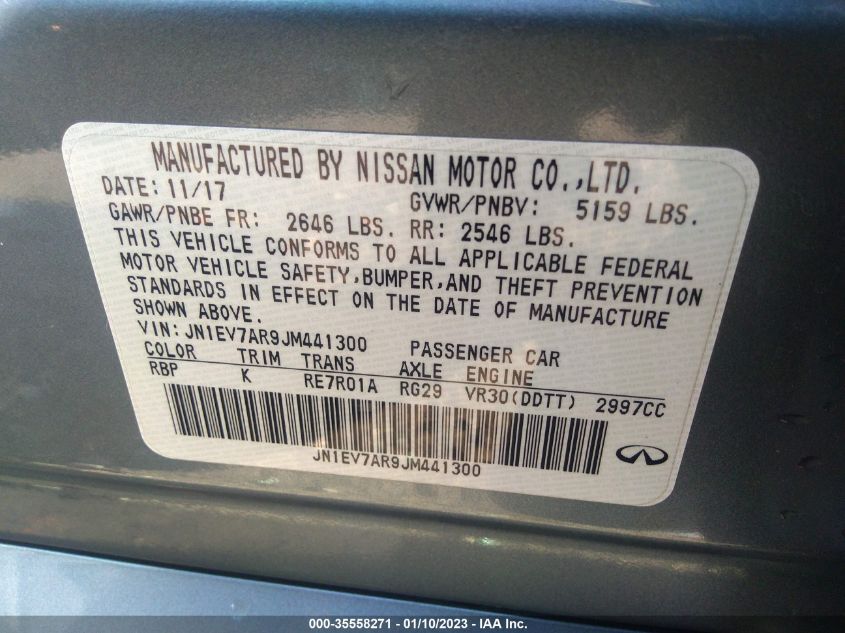 MANUFACTURED BY NISSAN MOTOR CO.,LTD.
DATE: 11/17 GVWR/PNBV: 5159 LBS.
GAWR/PNBE FR: 2646 LBS. RR: 2546 LBS.
THIS VEHICLE CONFORMS TO ALL APPLICABLE FEDERAL
MOTOR VEHICLE SAFETY,BUMPER,AND THEFT PREVENTION
STANDARDS IN EFFECT ON THE DATE OF MANUFACTURE
SHOWN ABOVE.
VIN:JN1EV7AR9JM441300 PASSENGER CAR
COLOR TRIM TRANS AXLE ENGINE
RBP K RE7R01A RG29 VR30(DDTT) 2997CC
JN1EV7AR9JM441300
000-35558271 - 01/10/2023 - IAA Inc.